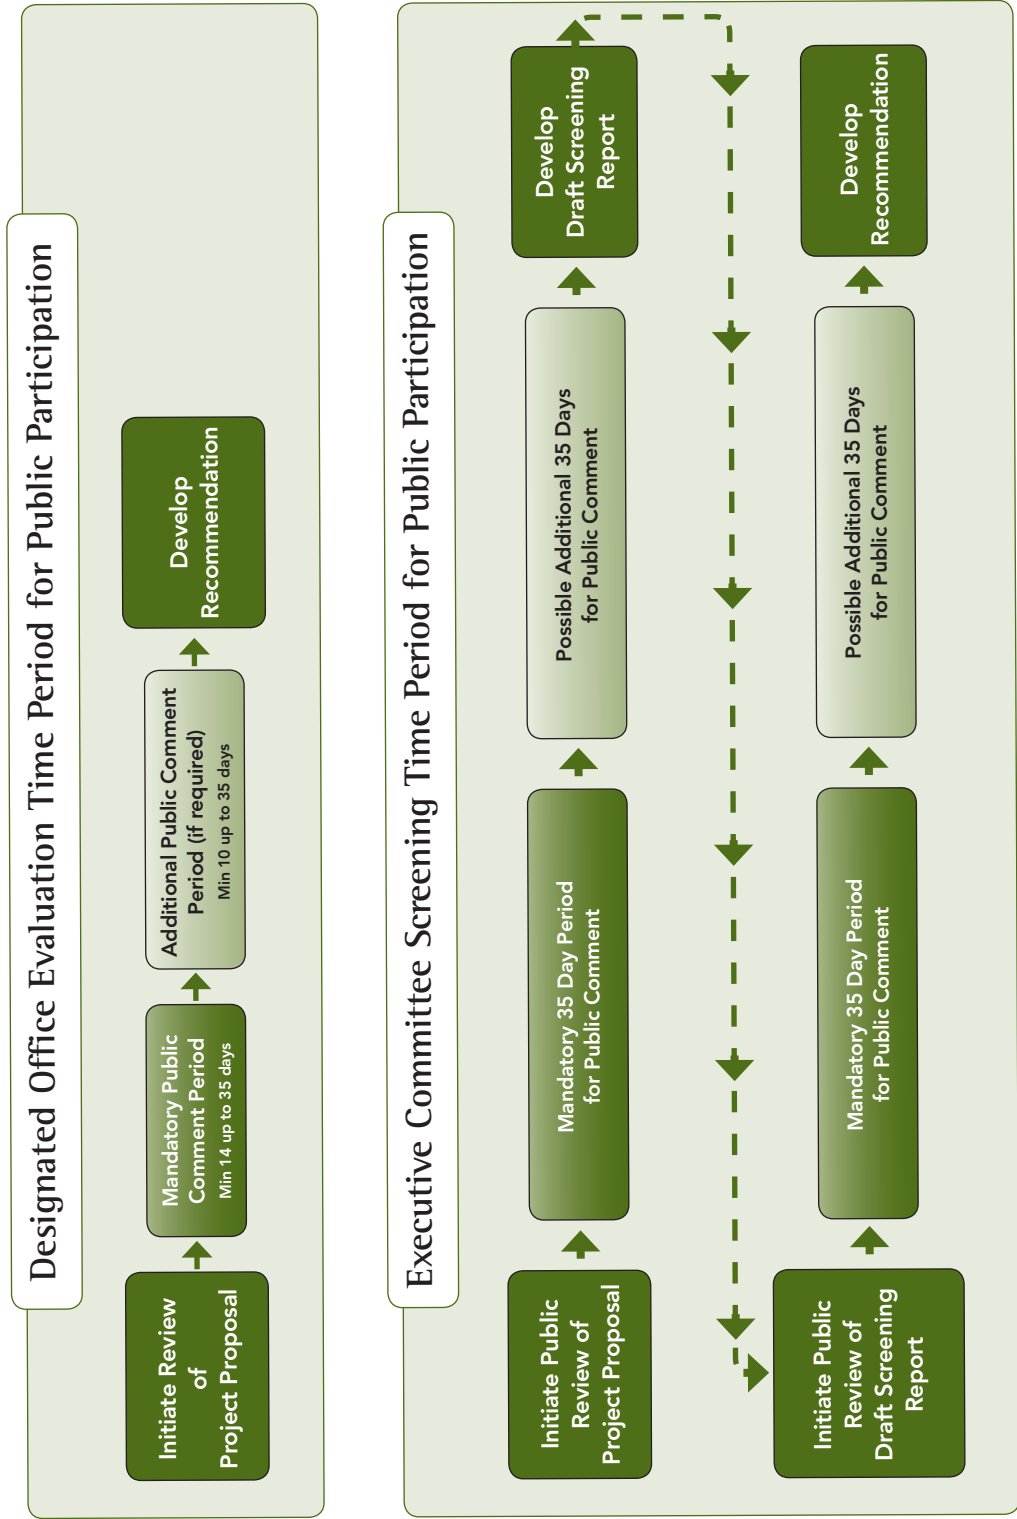 Designated Office Evaluation Time Period for Public Participation
Initiate Review
of
Project Proposal
Mandatory Public
Comment Period
Min 14 up to 35 days
Additional Public Comment
Period (if required)
Min 10 up to 35 days
Develop
Recommendation
Executive Committee Screening Time Period for Public Participation
Initiate Public
Review of
Project Proposal
Mandatory 35 Day Period
for Public Comment
Possible Additional 35 Days
for Public Comment
Develop
Draft Screening
Report
Initiate Public
Review of
Draft Screening
Report
Mandatory 35 Day Period
for Public Comment
Possible Additional 35 Days
for Public Comment
Develop
Recommendation